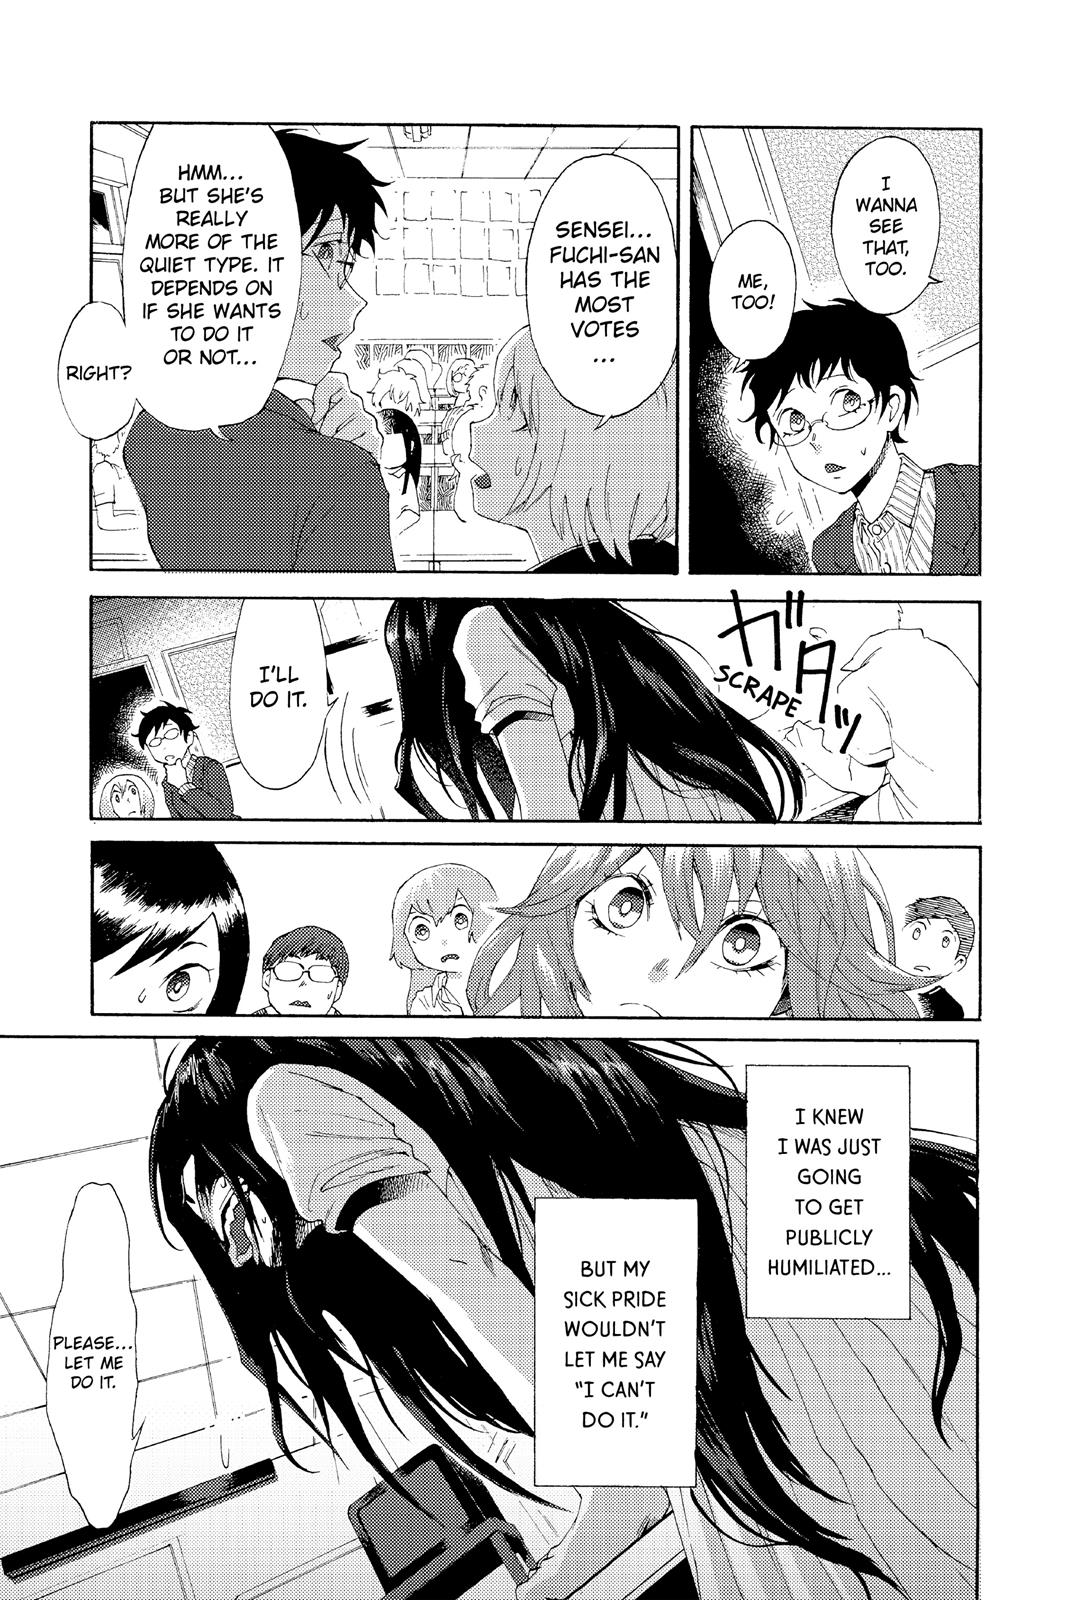 I
WANNA
SEE
THAT,
TOO.
ME,
TOO!
SENSEI...
FUCHI-SAN
HAS THE
MOST
VOTES
...
HMM...
BUT SHE'S
REALLY
MORE OF THE
QUIET TYPE. IT
DEPENDS ON
IF SHE WANTS
TO DO IT
OR NOT...
RIGHT?
ガタッ
SCRAPE
I'LL
DO IT.
I KNEW
I WAS JUST
GOING
TO GET
PUBLICLY
HUMILIATED...
BUT MY
SICK PRIDE
WOULDN'T
LET ME SAY
"I CAN'T
DO IT."
PLEASE...
LET ME
DO IT.